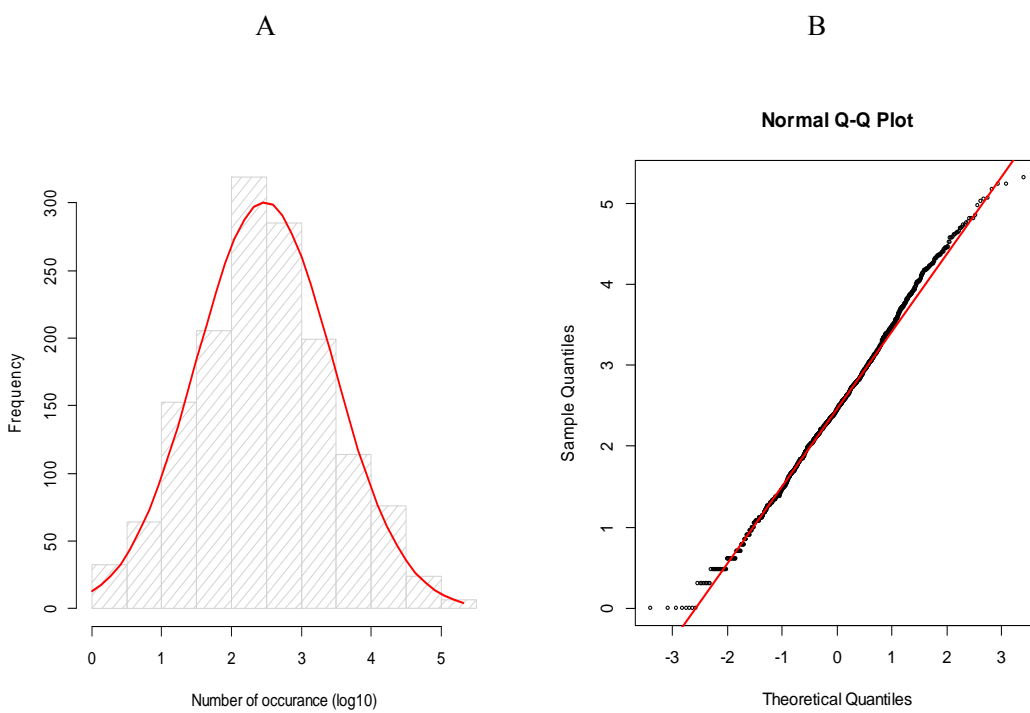 A
B
Normal Q-Q Plot
Frequency
300
250
200
150
100
50
0
0 1 2 3 4 5
Number of occurance (log10)
Sample Quantiles
5
4
3
2
1
0
-3 -2 -1 0 1 2 3
Theoretical Quantiles